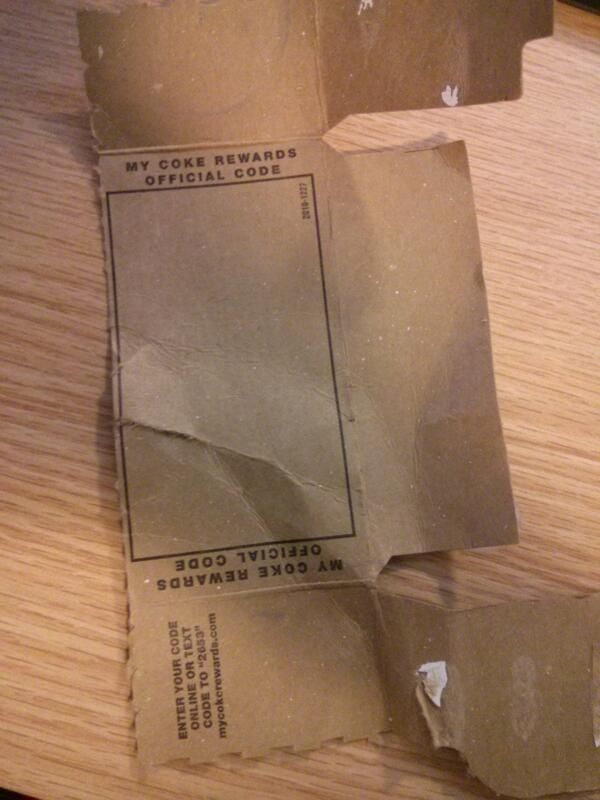 MY COKE REWARDS
OFFICIAL CODE
2010-1227
MY COKE REWARDS
OFFICIAL CODE
ENTER YOUR CODE
ONLINE OR TEXT
CODE TO "2653"
mycokerewards.com